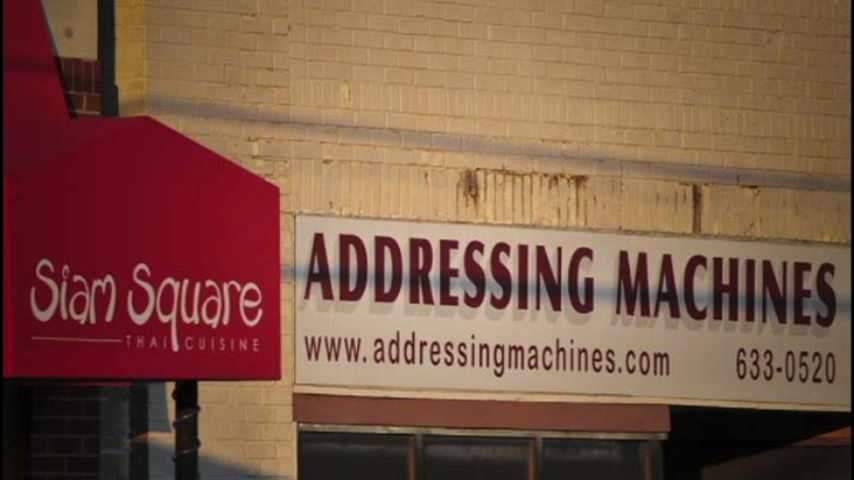 Siam Square
THAI CUISINE
ADDRESSING MACHINES
www.addressingmachines.com 633-0520